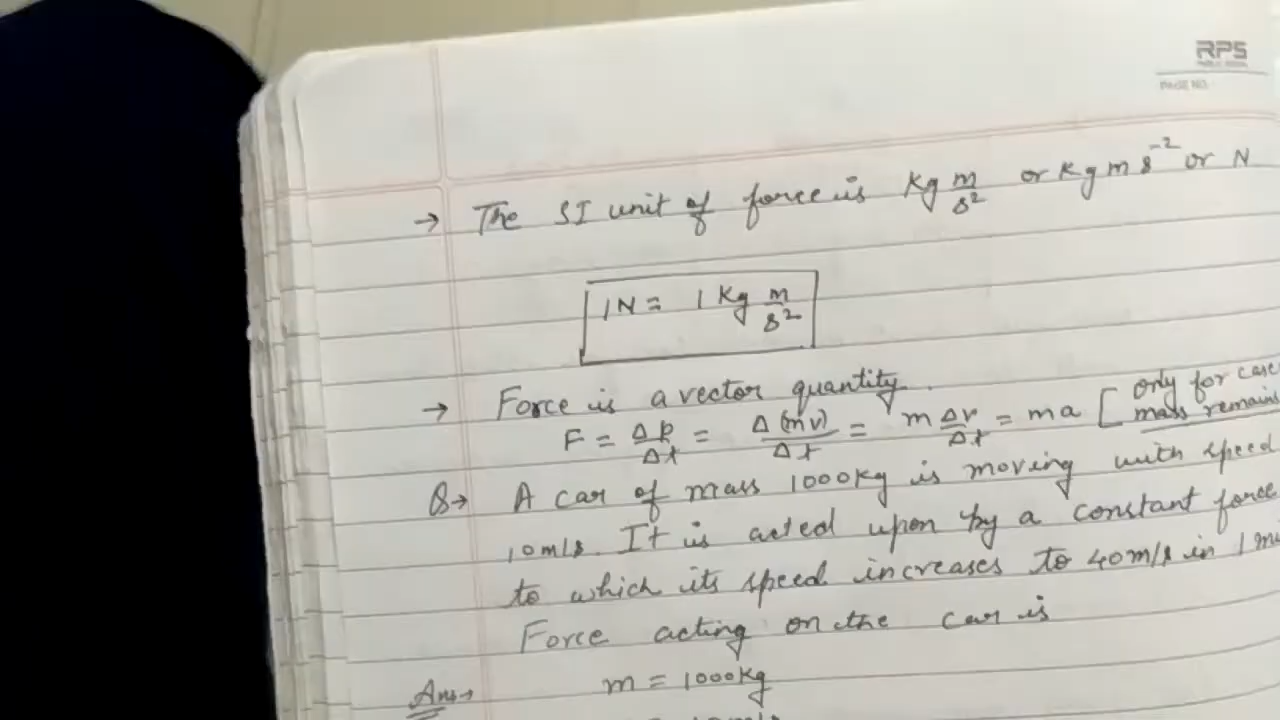 RPS
PAGE NO.
→ The SI unit of force is kg m/s² or kg m s⁻² or N
1N = 1 kg m/s²
→ Force is a vector quantity.
F = Δp/Δt = Δ(mv)/Δt = m Δv/Δt = ma [only for case
mass remains
Q→ A car of mass 1000kg is moving with speed
10m/s. It is acted upon by a constant force
to which its speed increases to 40m/s in 1
Force acting on the car is
Ans→ m = 1000kg